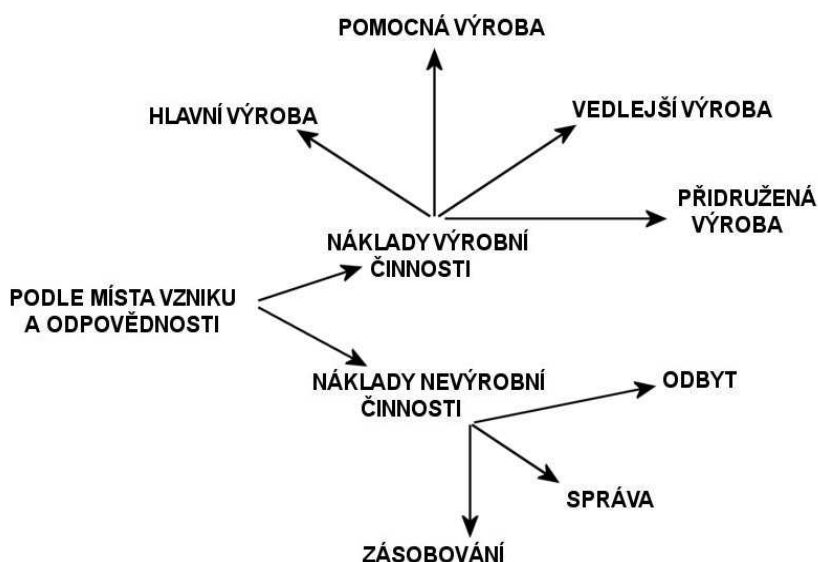 POMOCNÁ VÝROBA
HLAVNÍ VÝROBA
VEDLEJŠÍ VÝROBA
PŘIDRUŽENÁ
VÝROBA
NÁKLADY VÝROBNÍ
ČINNOSTI
PODLE MÍSTA VZNIKU
A ODPOVĚDNOSTI
NÁKLADY NEVÝROBNÍ
ČINNOSTI
ODBYT
SPRÁVA
ZÁSOBOVÁNÍ